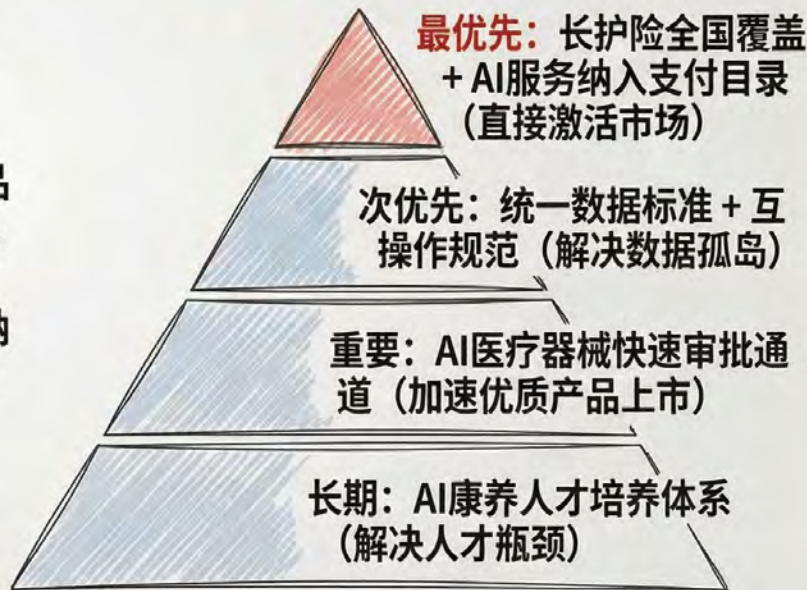 最优先：长护险全国覆盖
+ AI服务纳入支付目录
（直接激活市场）
品
次优先：统一数据标准 + 互
操作规范（解决数据孤岛）
重要：AI医疗器械快速审批通
道（加速优质产品上市）
长期：AI康养人才培养体系
（解决人才瓶颈）